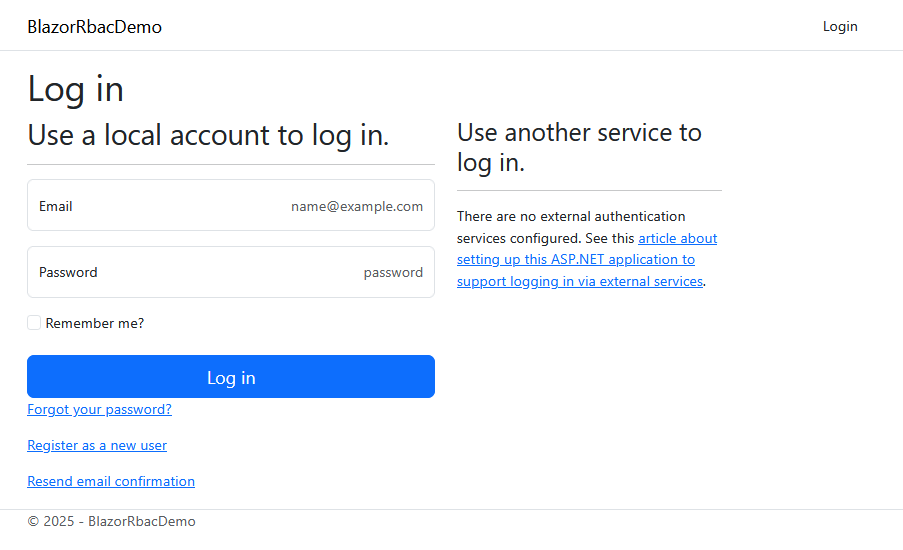 BlazorRbacDemo
Login
Log in
Use a local account to log in.
Email
name@example.com
Password
password
Remember me?
Log in
Forgot your password?
Register as a new user
Resend email confirmation
Use another service to
log in.
There are no external authentication
services configured. See this article about
setting up this ASP.NET application to
support logging in via external services.
© 2025 - BlazorRbacDemo